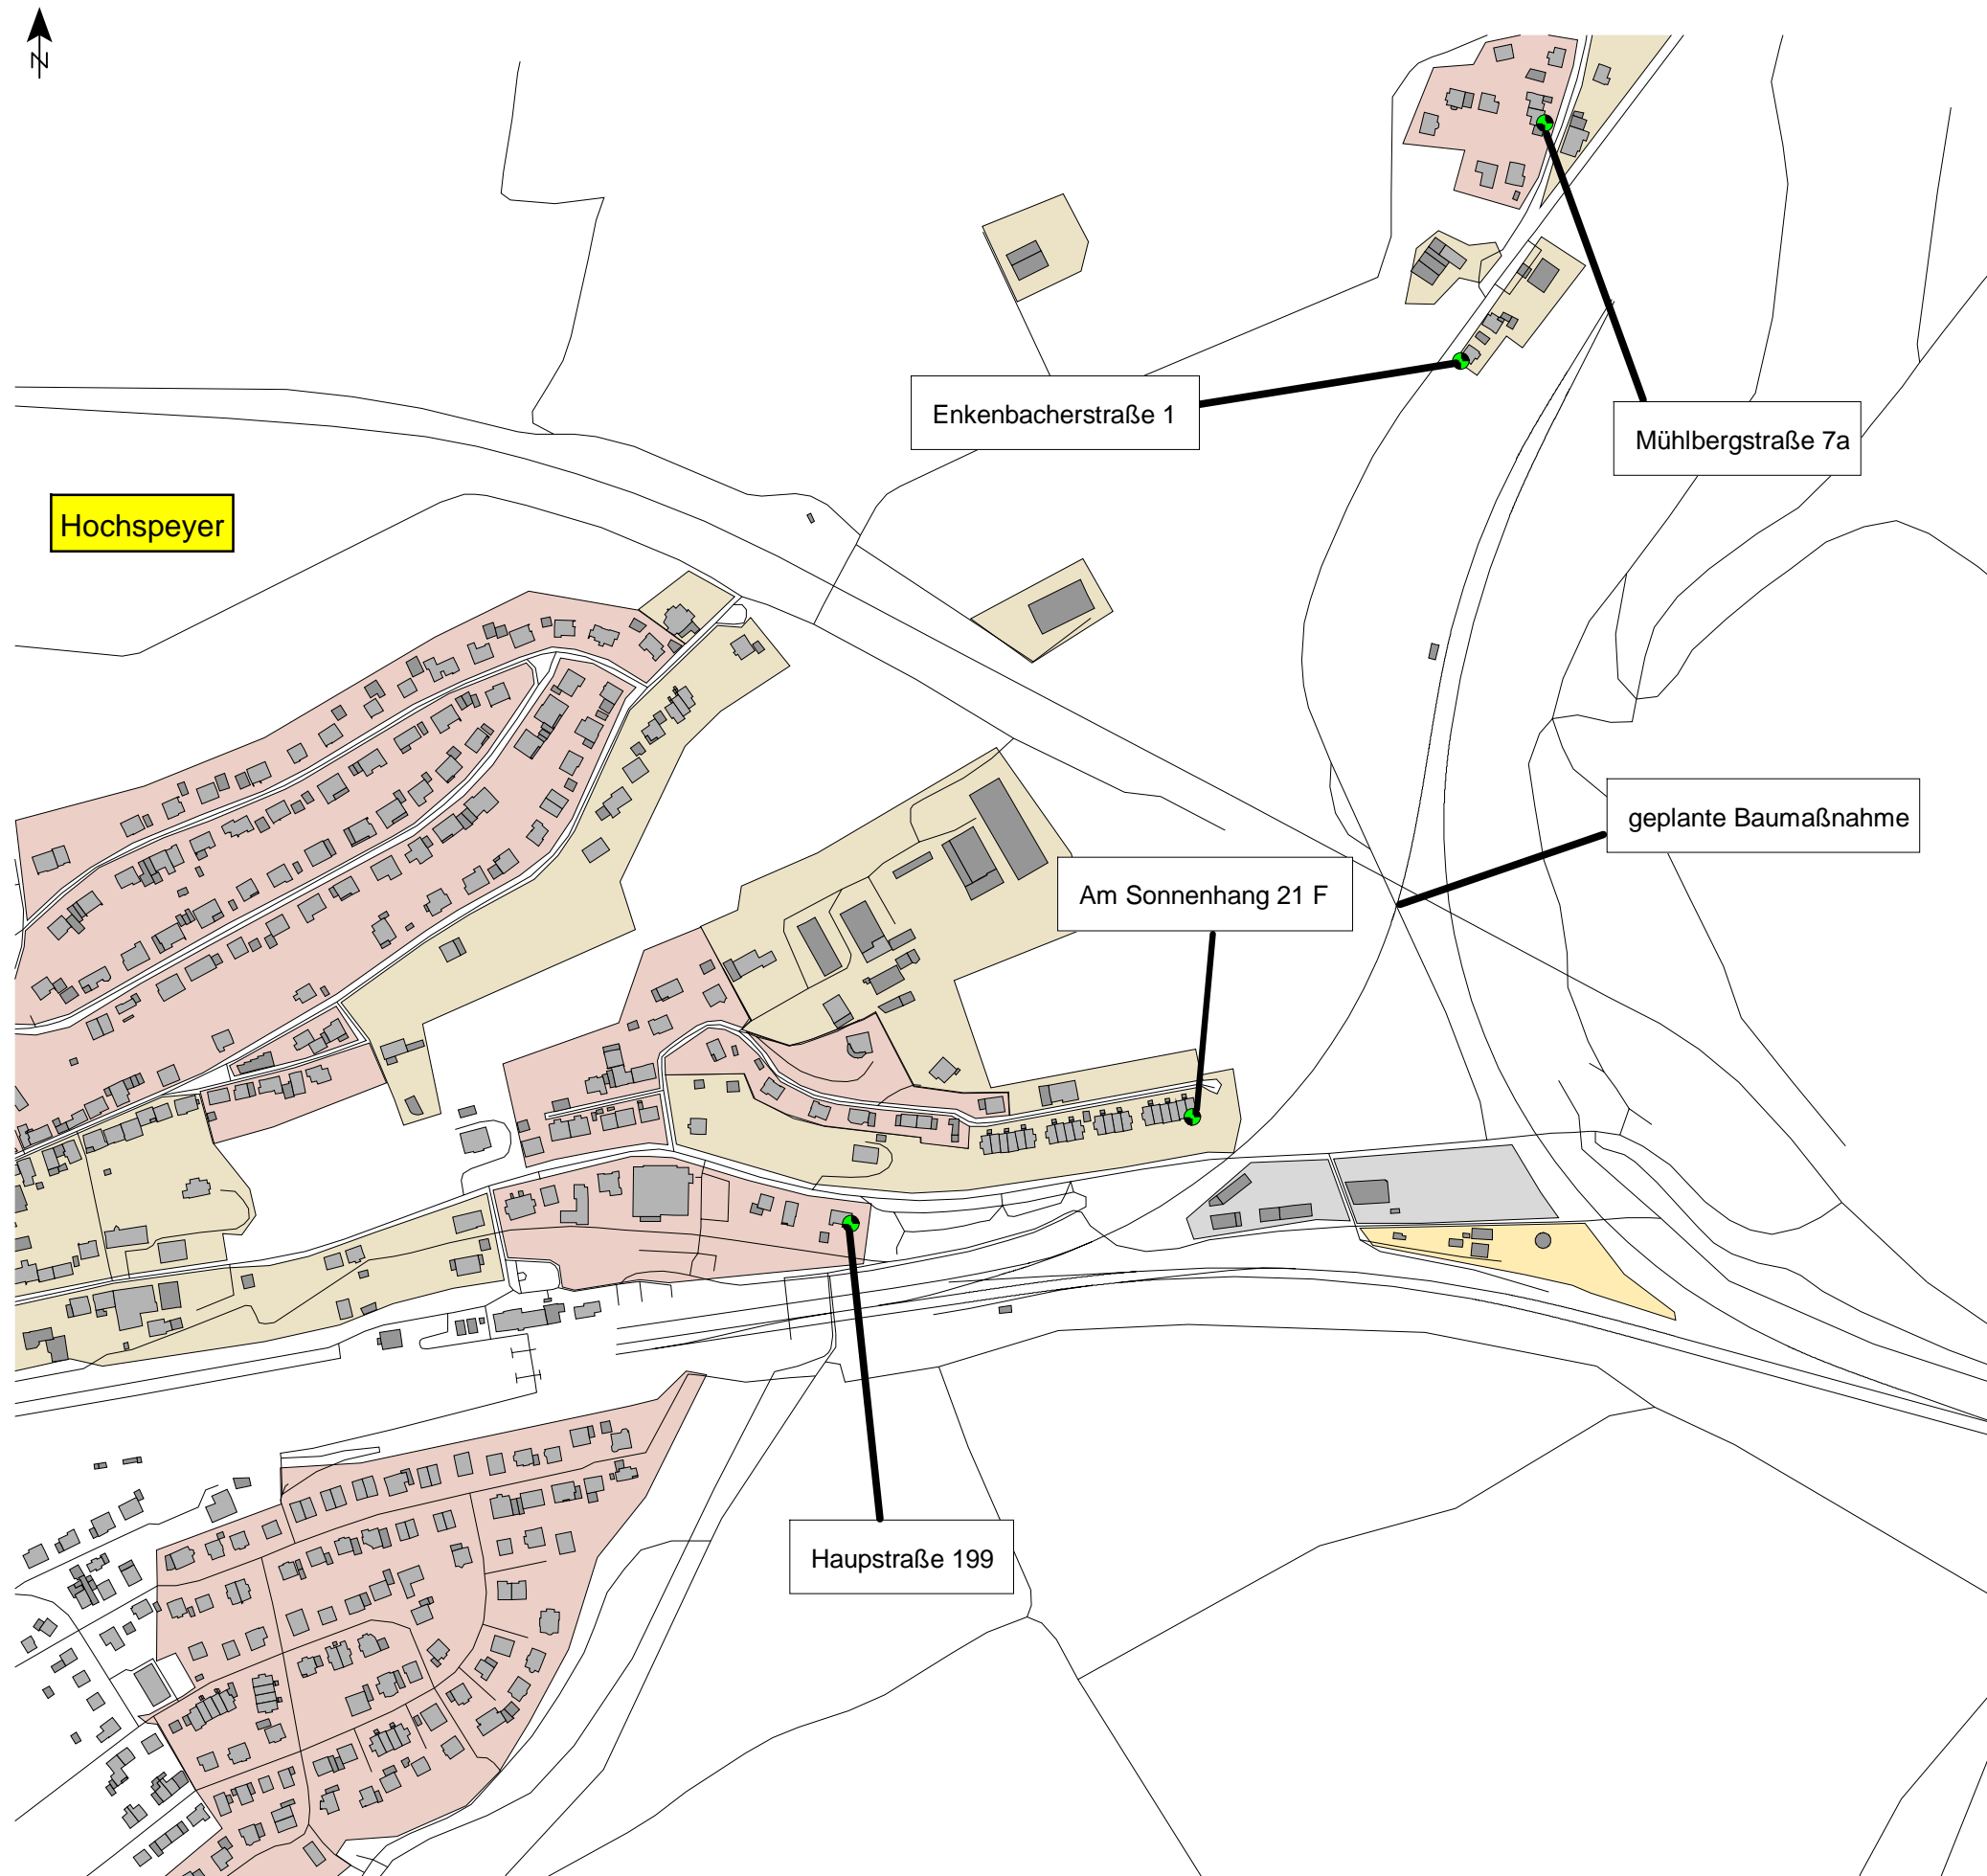 N
Enkenbacherstraße 1
Mühlbergstraße 7a
Hochspeyer
geplante Baumaßnahme
Am Sonnenhang 21 F
Haupstraße 199